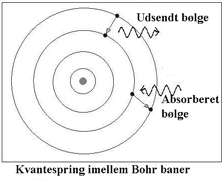 Udsendt bølge
Absorberet
bølge
Kvantespring imellem Bohr baner